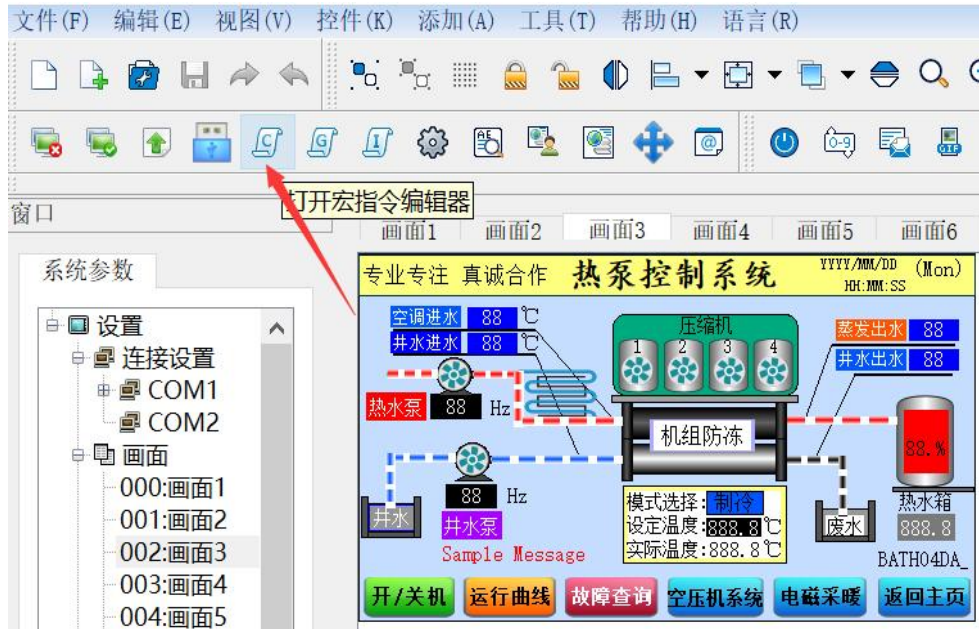 文件(F) 编辑(E) 视图(V) 控件(K) 添加(A) 工具(T) 帮助(H) 语言(R)
C G I AE @ 0-9 GIF
打开宏指令编辑器
窗口
画面1 画面2 画面3 画面4 画面5 画面6
系统参数
设置
连接设置
COM1
COM2
画面
000:画面1
001:画面2
002:画面3
003:画面4
004:画面5
专业专注 真诚合作 热泵控制系统 YYYY/MM/DD (Mon)
HH:MM:SS
空调进水 88 ℃
井水进水 88 ℃
压缩机
1 2 3 4
蒸发出水 88
井水出水 88
热水泵 88 Hz
机组防冻
88.%
热水箱
888.8
井水
88 Hz
井水泵
模式选择:制冷
设定温度:888.8℃
实际温度:888.8℃
废水
Sample Message
BATH04DA_
开/关机 运行曲线 故障查询 空压机系统 电磁采暖 返回主页